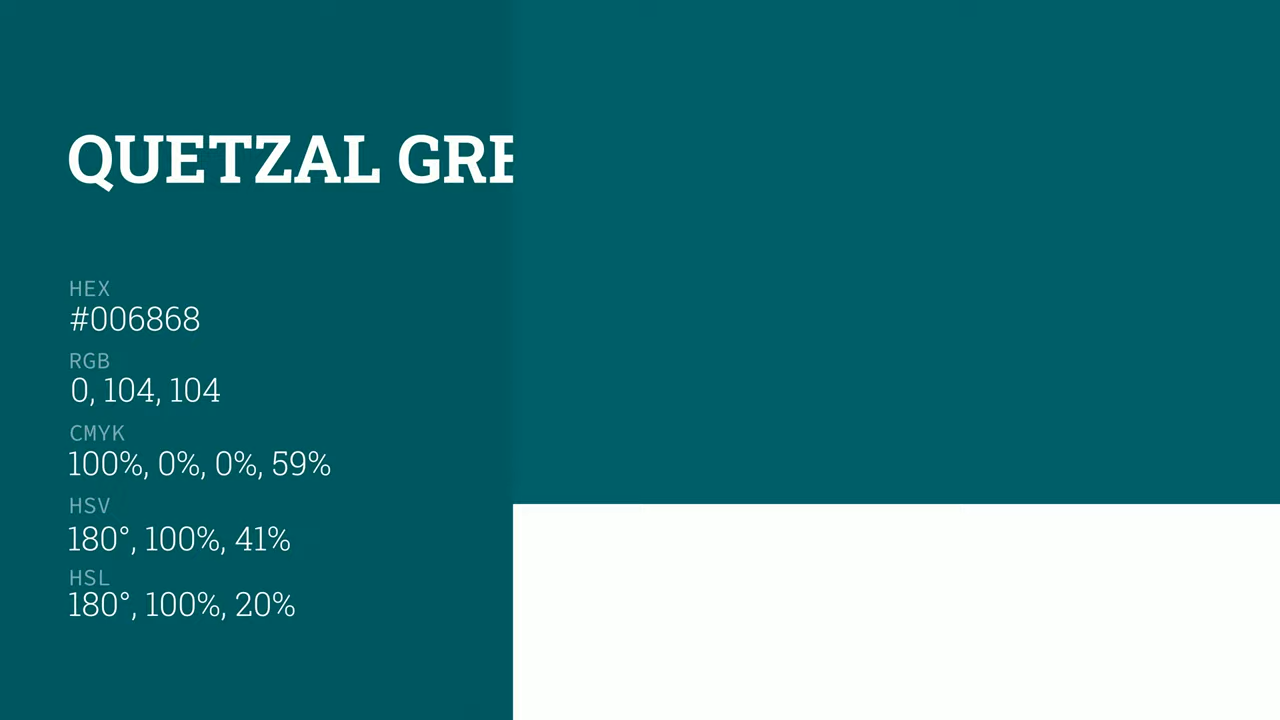 QUETZAL GRE
HEX
#006868
RGB
0, 104, 104
CMYK
100%, 0%, 0%, 59%
HSV
180°, 100%, 41%
HSL
180°, 100%, 20%